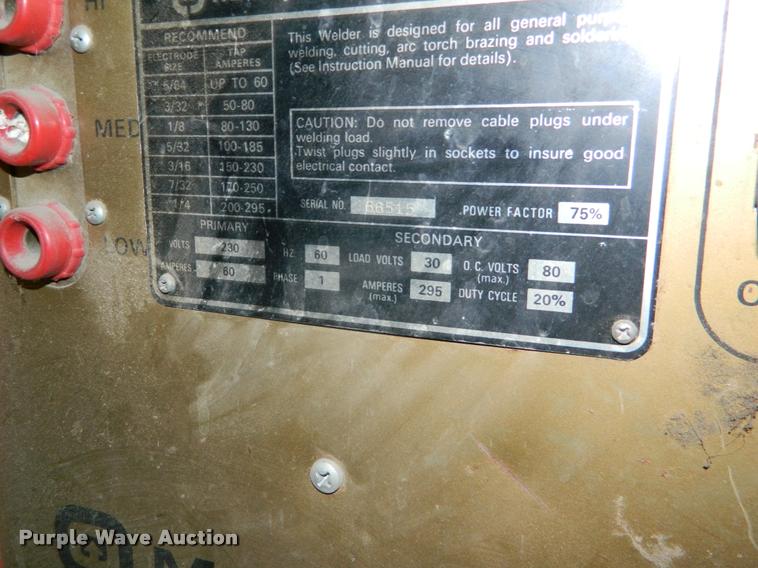 HI
MED
LOW
RECOMMEND
ELECTRODE SIZE TAP AMPERES
5/64 UP TO 60
3/32 50-80
1/8 80-130
5/32 100-185
3/16 150-230
7/32 170-250
1/4 200-295
This Welder is designed for all general
welding, cutting, arc torch brazing and
(See Instruction Manual for details).
CAUTION: Do not remove cable plugs under
welding load.
Twist plugs slightly in sockets to insure good
electrical contact.
SERIAL NO. 66515 POWER FACTOR 75%
PRIMARY
VOLTS 230 HZ 60
AMPERES 60 PHASE 1
SECONDARY
LOAD VOLTS 30 O.C. VOLTS (max.) 80
AMPERES (max.) 295 DUTY CYCLE 20%
Purple Wave Auction